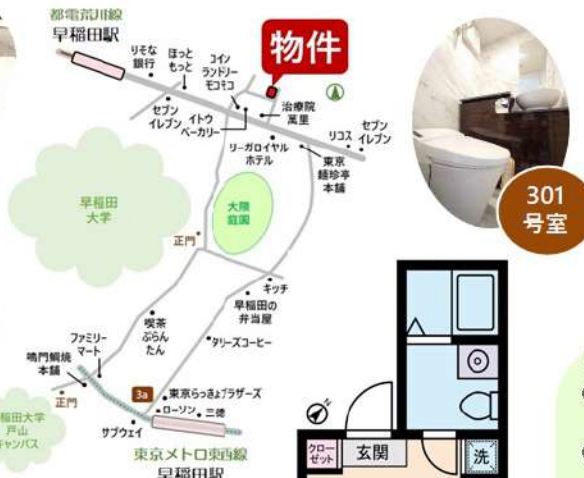 都電荒川線
早稲田駅
りそな
銀行
ほっと
もっと
コイン
ランドリー
モコモコ
物件
セブン
イレブン
イトウ
ベーカリー
治療院
萬里
リーガロイヤル
ホテル
リコス
セブン
イレブン
東京
麺珍亭
本舗
早稲田
大学
大隈
庭園
正門
301
号室
キッチ
早稲田の
弁当屋
喫茶
ぷらん
たん
タリーズコーヒー
ファミリー
マート
鳴門鯛焼
本舗
正門
3a
東京らっきょブラザーズ
ローソン
三徳
サブウェイ
稲田大学
戸山
キャンパス
東京メトロ東西線
早稲田駅
N
クロー
ゼット
玄関
洗